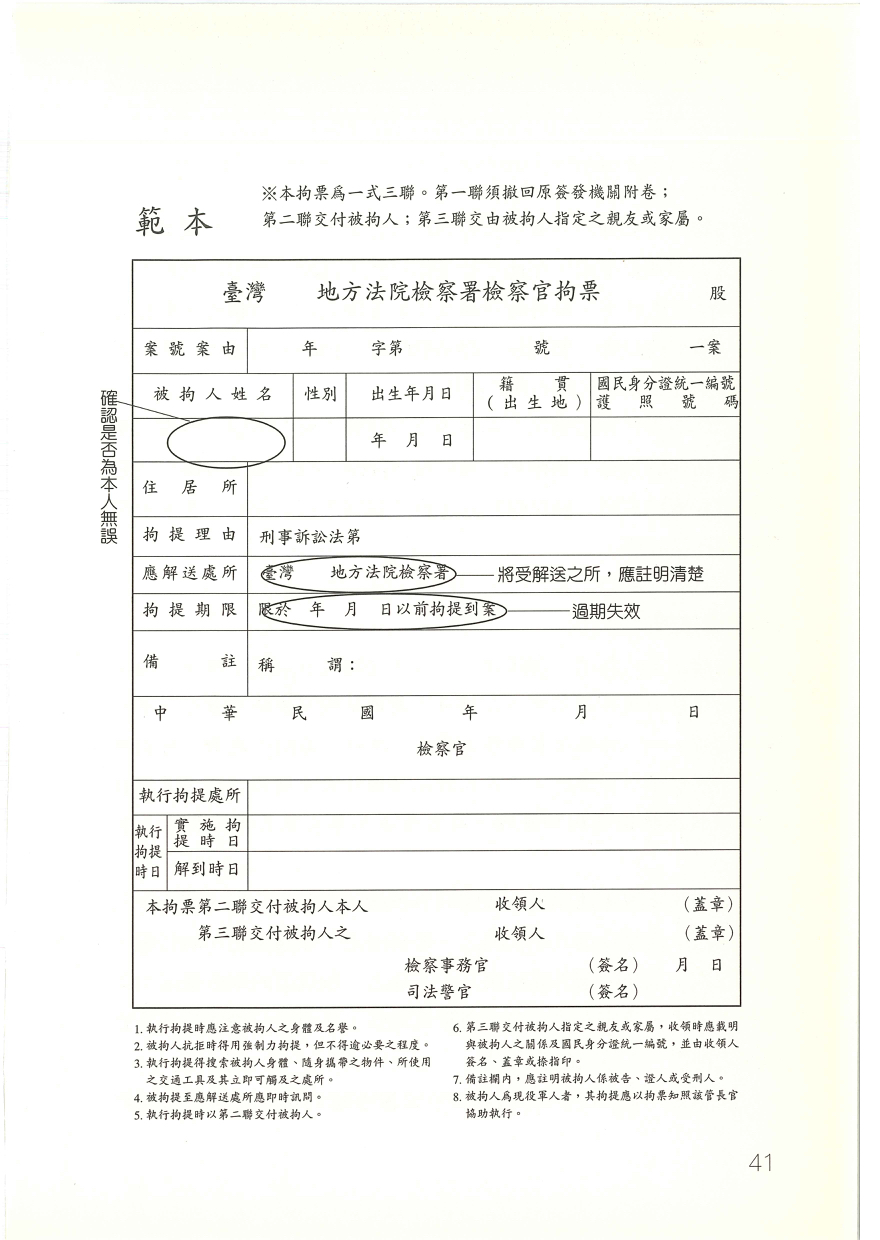 ※本拘票為一式三聯。第一聯須撤回原簽發機關附卷；
範本
第二聯交付被拘人；第三聯交由被拘人指定之親友或家屬。
臺灣　　地方法院檢察署檢察官拘票　　股
案號案由　年　字第　號　一案
被拘人姓名　性別　出生年月日　籍貫　國民身分證統一編號
(出生地)　護照號碼
確認是否為本人無誤
年　月　日
住居所
拘提理由　刑事訴訟法第
應解送處所　臺灣　地方法院檢察署　將受解送之所，應註明清楚
拘提期限　限於　年　月　日以前拘提到案　過期失效
備註　稱謂：
中華民國　年　月　日
檢察官
執行拘提處所
執行拘提時日　實施拘提時日
解到時日
本拘票第二聯交付被拘人本人　收領人　（蓋章）
第三聯交付被拘人之　收領人　（蓋章）
檢察事務官　（簽名）　月　日
司法警官　（簽名）
1. 執行拘提時應注意被拘人之身體及名譽。
2. 被拘人抗拒時得用強制力拘提，但不得逾必要之程度。
3. 執行拘提得搜索被拘人身體、隨身攜帶之物件、所使用
之交通工具及其立即可觸及之處所。
4. 被拘提至應解送處所應即時訊問。
5. 執行拘提時以第二聯交付被拘人。
6. 第三聯交付被拘人指定之親友或家屬，收領時應載明
與被拘人之關係及國民身分證統一編號，並由收領人
簽名、蓋章或捺指印。
7. 備註欄內，應註明被拘人係被告、證人或受刑人。
8. 被拘人為現役軍人者，其拘提應以拘票知照該管長官
協助執行。
41